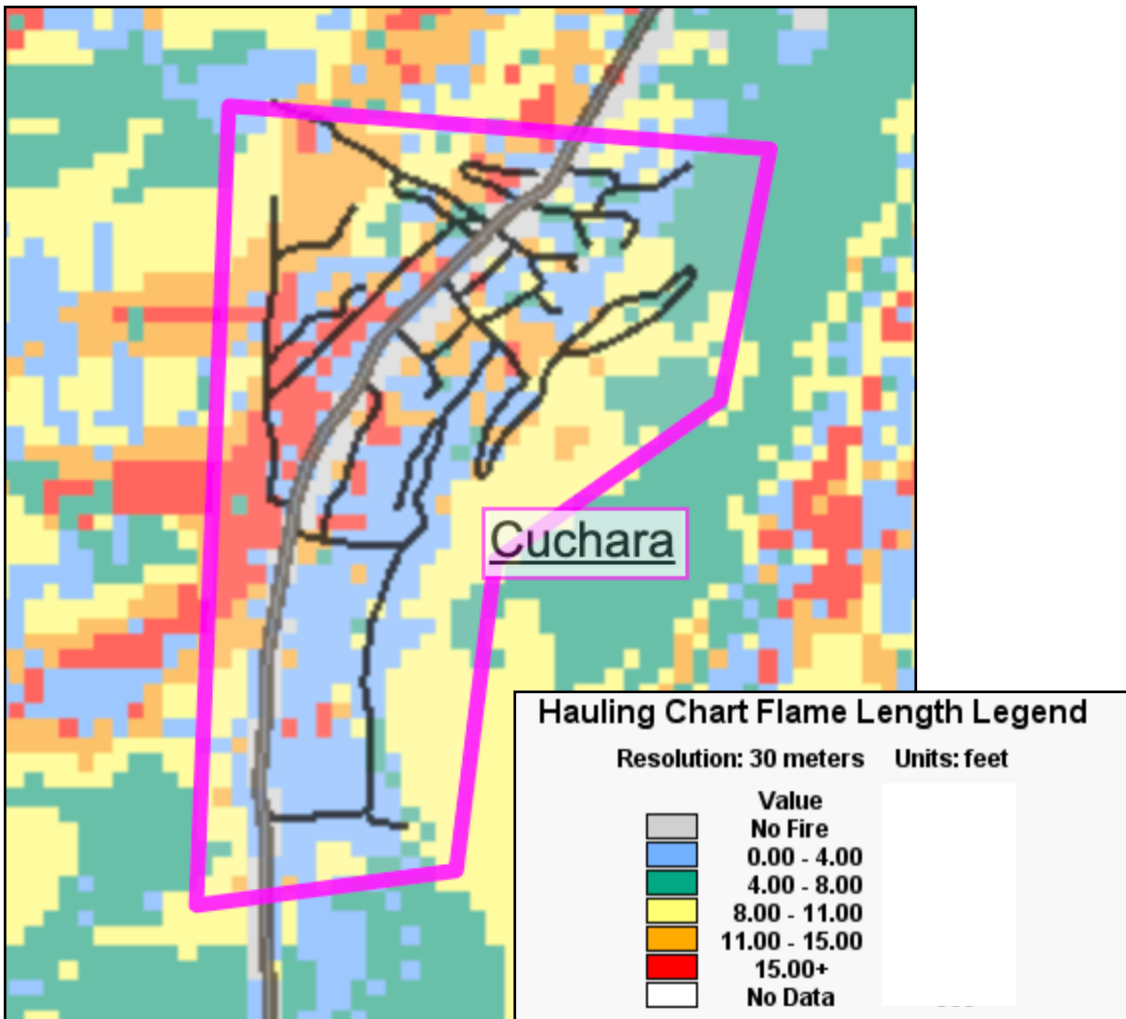 Cuchara
Hauling Chart Flame Length Legend
Resolution: 30 meters Units: feet
Value
No Fire
0.00 - 4.00
4.00 - 8.00
8.00 - 11.00
11.00 - 15.00
15.00+
No Data